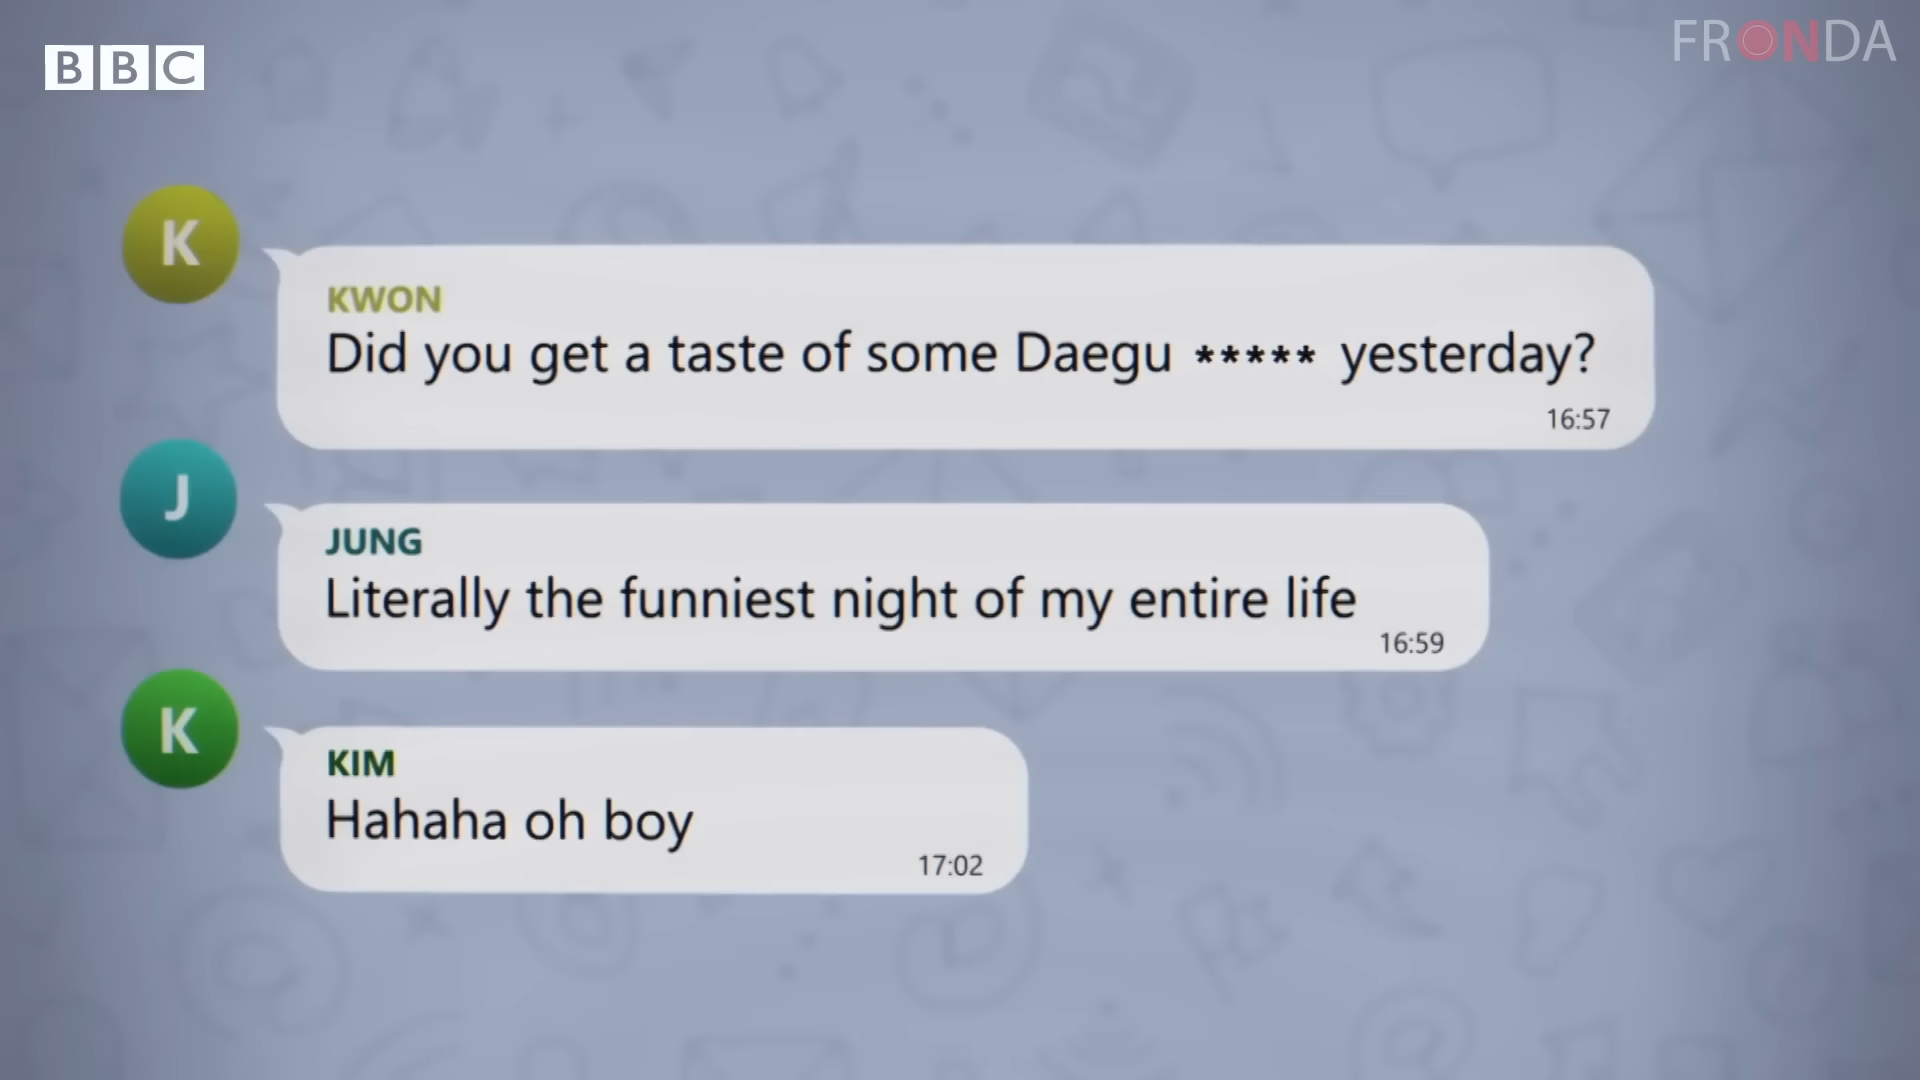 BBC
FRONDA
K
KWON
Did you get a taste of some Daegu ***** yesterday?
16:57
J
JUNG
Literally the funniest night of my entire life
16:59
K
KIM
Hahaha oh boy
17:02